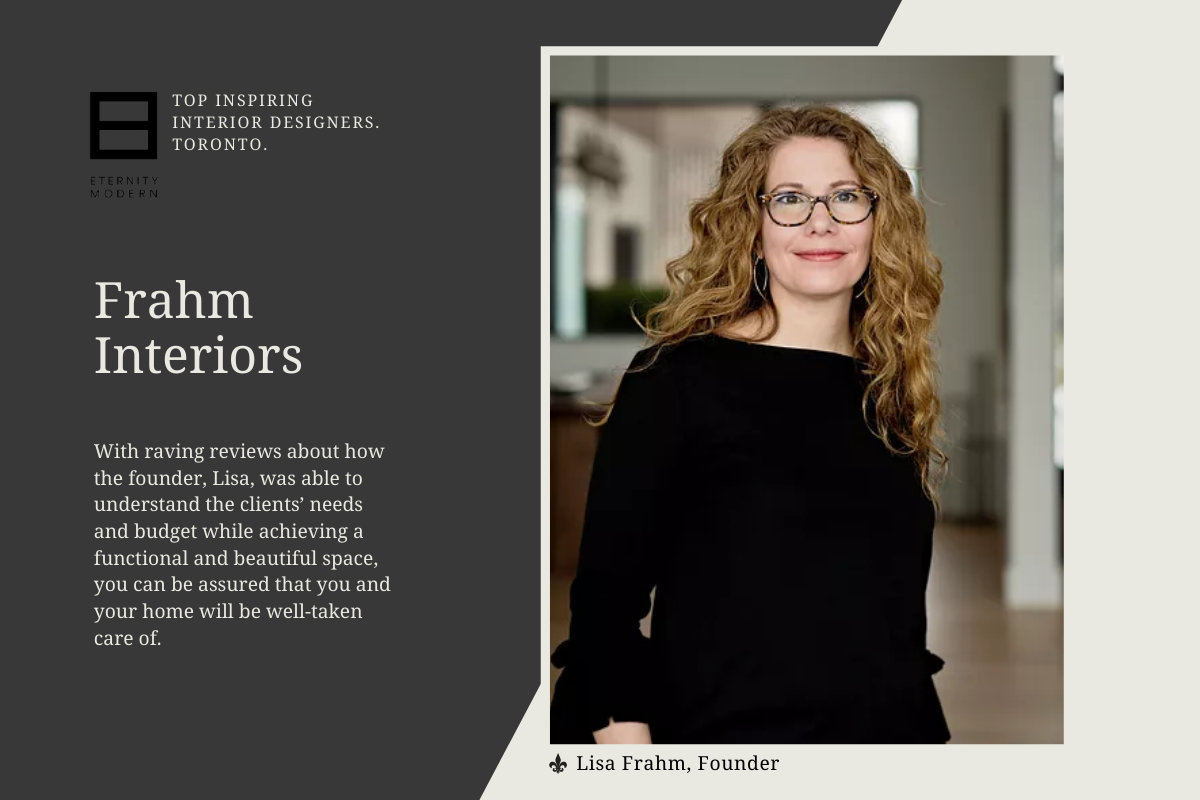 TOP INSPIRING
INTERIOR DESIGNERS.
TORONTO.
ETERNITY
MODERN
Frahm
Interiors
With raving reviews about how
the founder, Lisa, was able to
understand the clients’ needs
and budget while achieving a
functional and beautiful space,
you can be assured that you and
your home will be well-taken
care of.
Lisa Frahm, Founder